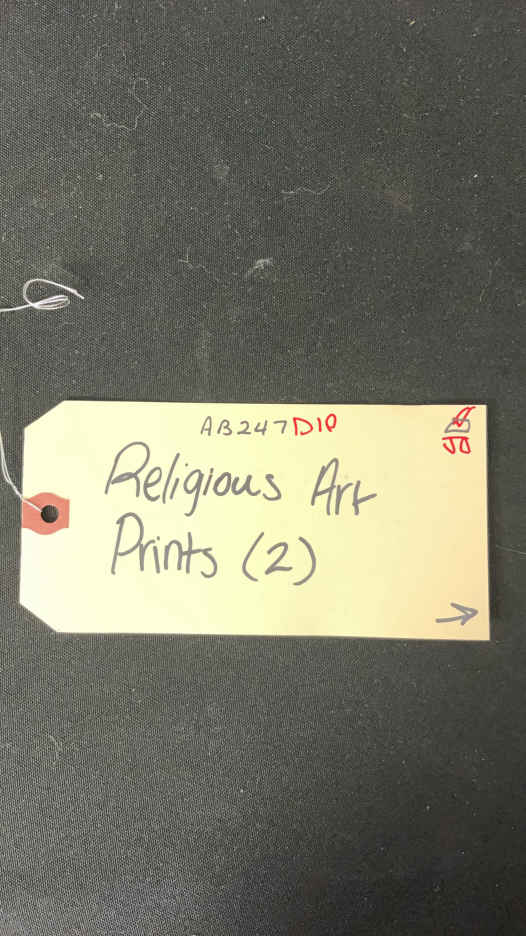 AB247D10
Religious Art
Prints (2)